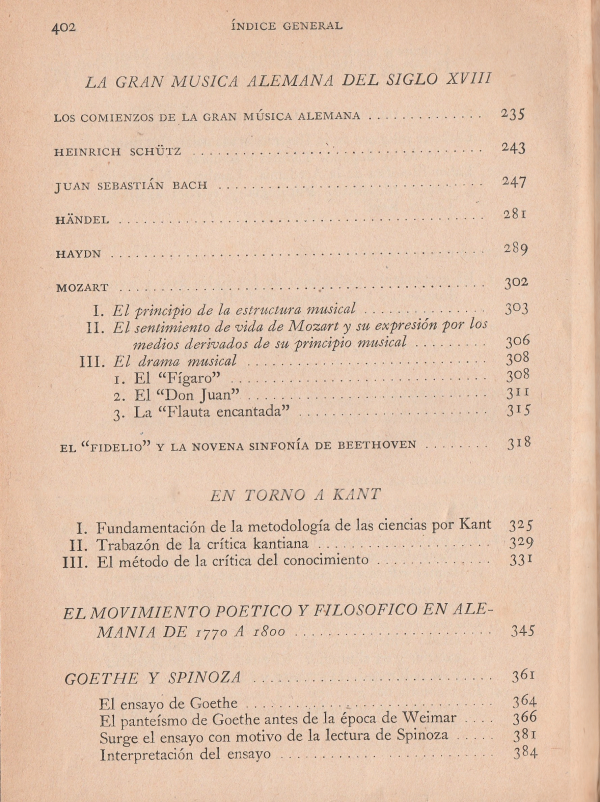 402 ÍNDICE GENERAL
LA GRAN MUSICA ALEMANA DEL SIGLO XVIII
LOS COMIENZOS DE LA GRAN MÚSICA ALEMANA .............. 235
HEINRICH SCHÜTZ .................................. 243
JUAN SEBASTIÁN BACH .............................. 247
HÄNDEL .......................................... 281
HAYDN ........................................... 289
MOZART .......................................... 302
I. El principio de la estructura musical ............... 303
II. El sentimiento de vida de Mozart y su expresión por los
medios derivados de su principio musical ......... 306
III. El drama musical ............................. 308
1. El “Fígaro” .............................. 308
2. El “Don Juan” ............................ 311
3. La “Flauta encantada” ....................... 315
EL “FIDELIO” Y LA NOVENA SINFONÍA DE BEETHOVEN ........ 318
EN TORNO A KANT
I. Fundamentación de la metodología de las ciencias por Kant 325
II. Trabazón de la crítica kantiana ..................... 329
III. El método de la crítica del conocimiento ............. 331
EL MOVIMIENTO POETICO Y FILOSOFICO EN ALE-
MANIA DE 1770 A 1800 ....................... 345
GOETHE Y SPINOZA ............................ 361
El ensayo de Goethe ............................. 364
El panteísmo de Goethe antes de la época de Weimar .... 366
Surge el ensayo con motivo de la lectura de Spinoza ..... 381
Interpretación del ensayo ........................ 384